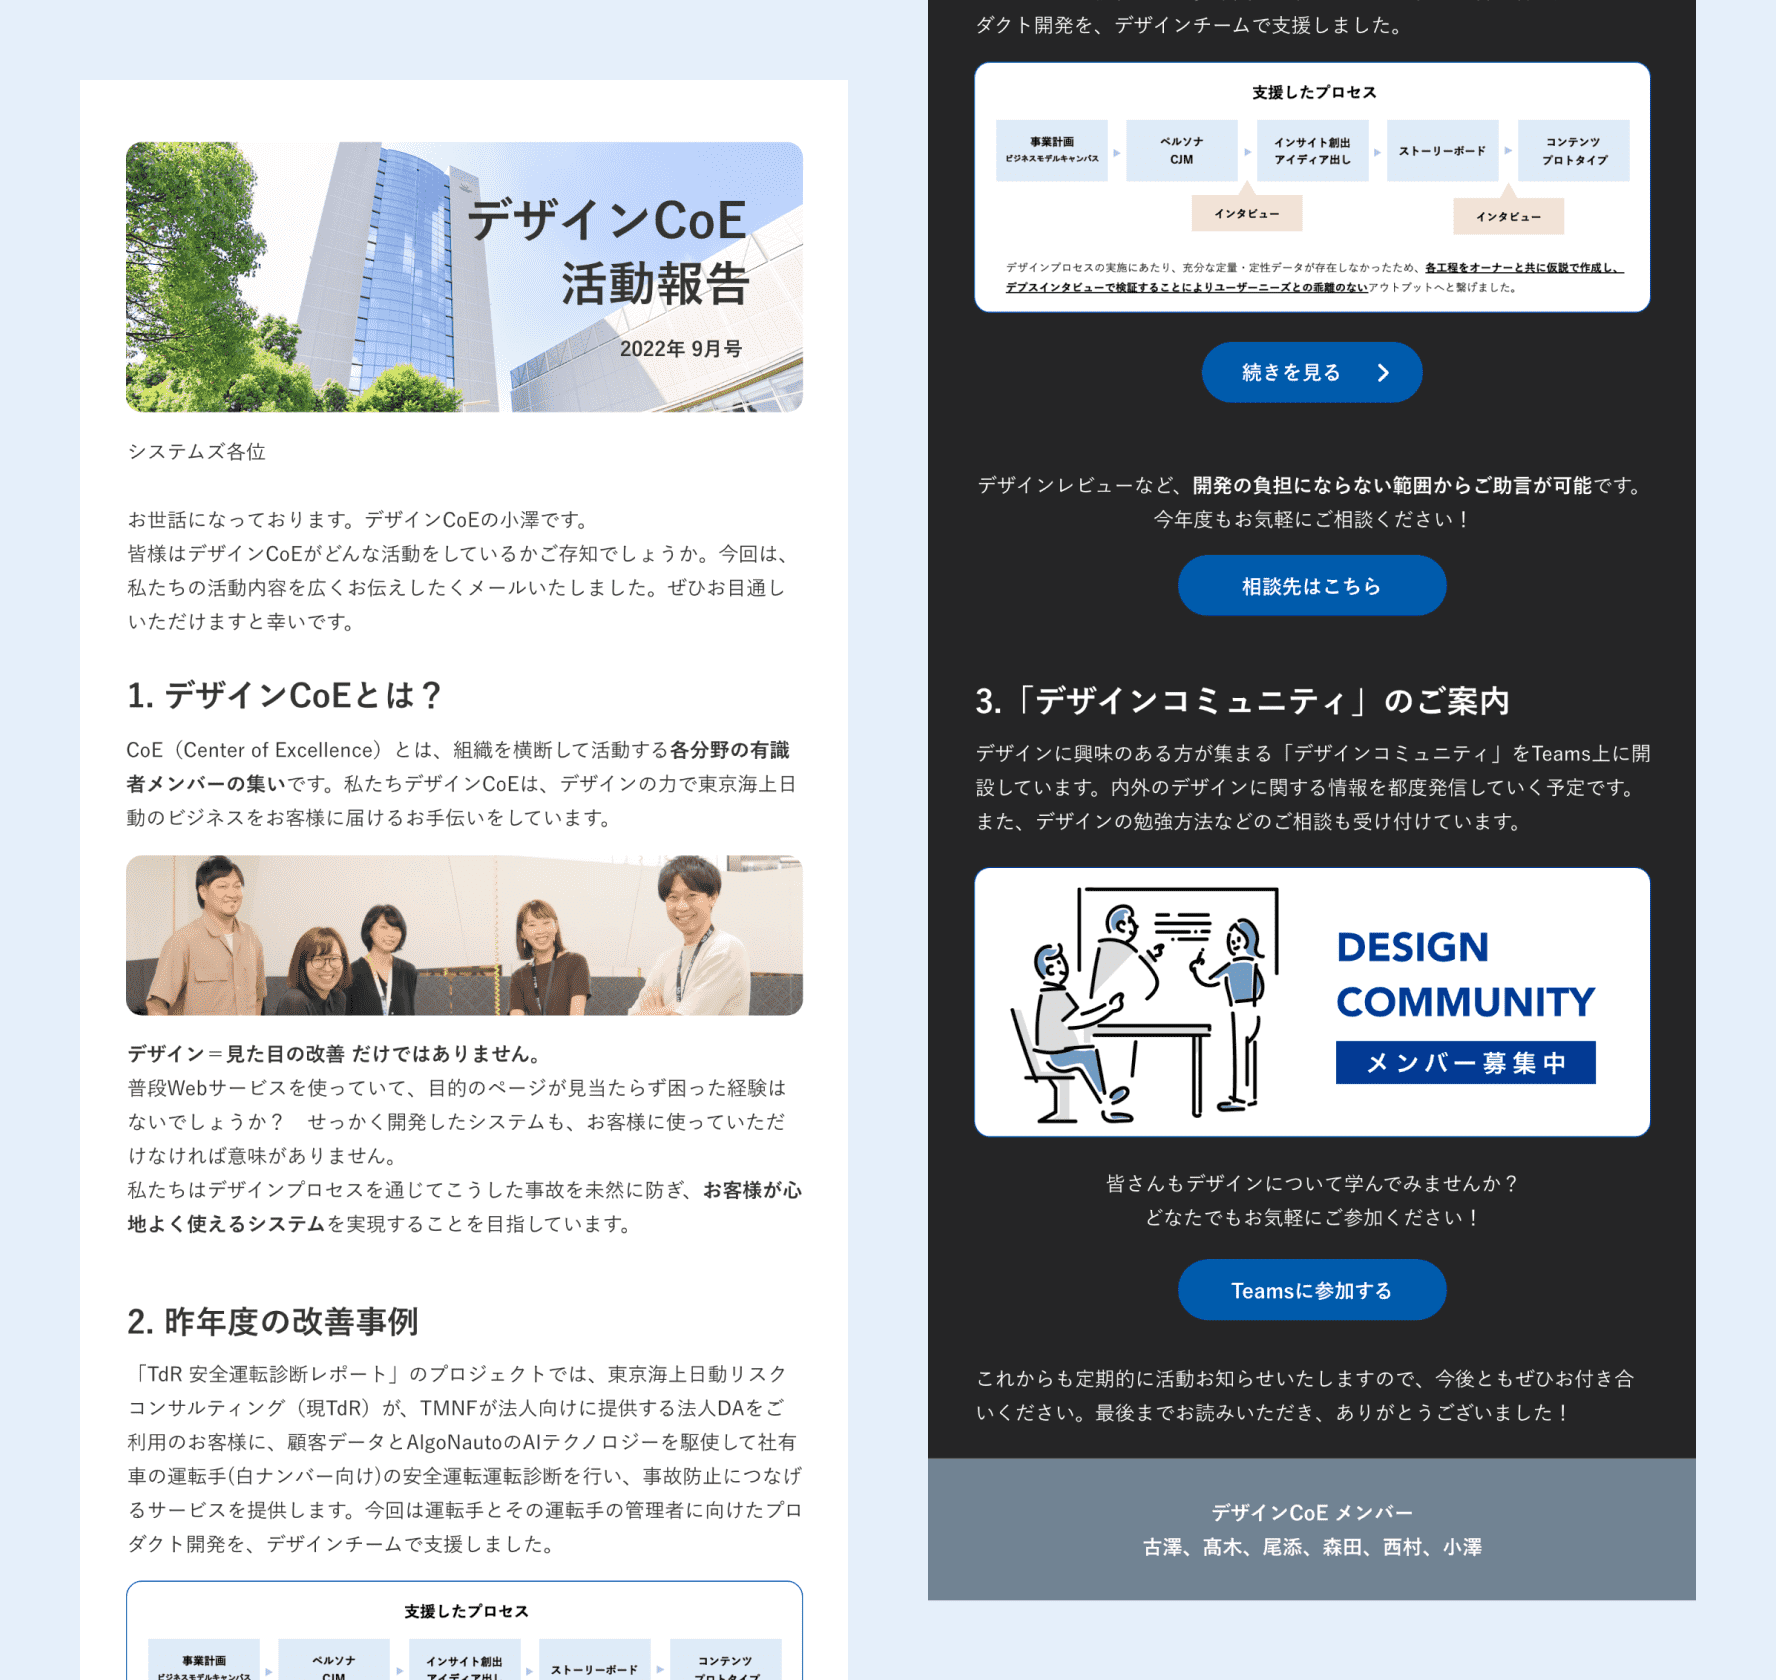 デザインCoE
活動報告
2022年 9月号
システムズ各位
お世話になっております。デザインCoEの小澤です。
皆様はデザインCoEがどんな活動をしているかご存知でしょうか。今回は、
私たちの活動内容を広くお伝えしたくメールいたしました。ぜひお目通し
いただけますと幸いです。
1. デザインCoEとは？
CoE（Center of Excellence）とは、組織を横断して活動する各分野の有識
者メンバーの集いです。私たちデザインCoEは、デザインの力で東京海上日
動のビジネスをお客様に届けるお手伝いをしています。
デザイン＝見た目の改善 だけではありません。
普段Webサービスを使っていて、目的のページが見当たらず困った経験は
ないでしょうか？　せっかく開発したシステムも、お客様に使っていただ
けなければ意味がありません。
私たちはデザインプロセスを通じてこうした事故を未然に防ぎ、お客様が心
地よく使えるシステムを実現することを目指しています。
2. 昨年度の改善事例
「TdR 安全運転診断レポート」のプロジェクトでは、東京海上日動リスク
コンサルティング（現TdR）が、TMNFが法人向けに提供する法人DAをご
利用のお客様に、顧客データとAlgoNautoのAIテクノロジーを駆使して社有
車の運転手(白ナンバー向け)の安全運転運転診断を行い、事故防止につなげ
るサービスを提供します。今回は運転手とその運転手の管理者に向けたプロ
ダクト開発を、デザインチームで支援しました。
支援したプロセス
事業計画
ビジネスモデルキャンバス
ペルソナ
CJM
インサイト創出
アイディア出し
ストーリーボード
コンテンツ
プロトタイプ
ダクト開発を、デザインチームで支援しました。
支援したプロセス
事業計画
ビジネスモデルキャンバス
ペルソナ
CJM
インサイト創出
アイディア出し
ストーリーボード
コンテンツ
プロトタイプ
インタビュー
インタビュー
デザインプロセスの実施にあたり、充分な定量・定性データが存在しなかったため、各工程をオーナーと共に仮説で作成し、
デプスインタビューで検証することによりユーザーニーズとの乖離のないアウトプットへと繋げました。
続きを見る
デザインレビューなど、開発の負担にならない範囲からご助言が可能です。
今年度もお気軽にご相談ください！
相談先はこちら
3.「デザインコミュニティ」のご案内
デザインに興味のある方が集まる「デザインコミュニティ」をTeams上に開
設しています。内外のデザインに関する情報を都度発信していく予定です。
また、デザインの勉強方法などのご相談も受け付けています。
DESIGN
COMMUNITY
メンバー募集中
皆さんもデザインについて学んでみませんか？
どなたでもお気軽にご参加ください！
Teamsに参加する
これからも定期的に活動お知らせいたしますので、今後ともぜひお付き合
いください。最後までお読みいただき、ありがとうございました！
デザインCoE メンバー
古澤、髙木、尾添、森田、西村、小澤